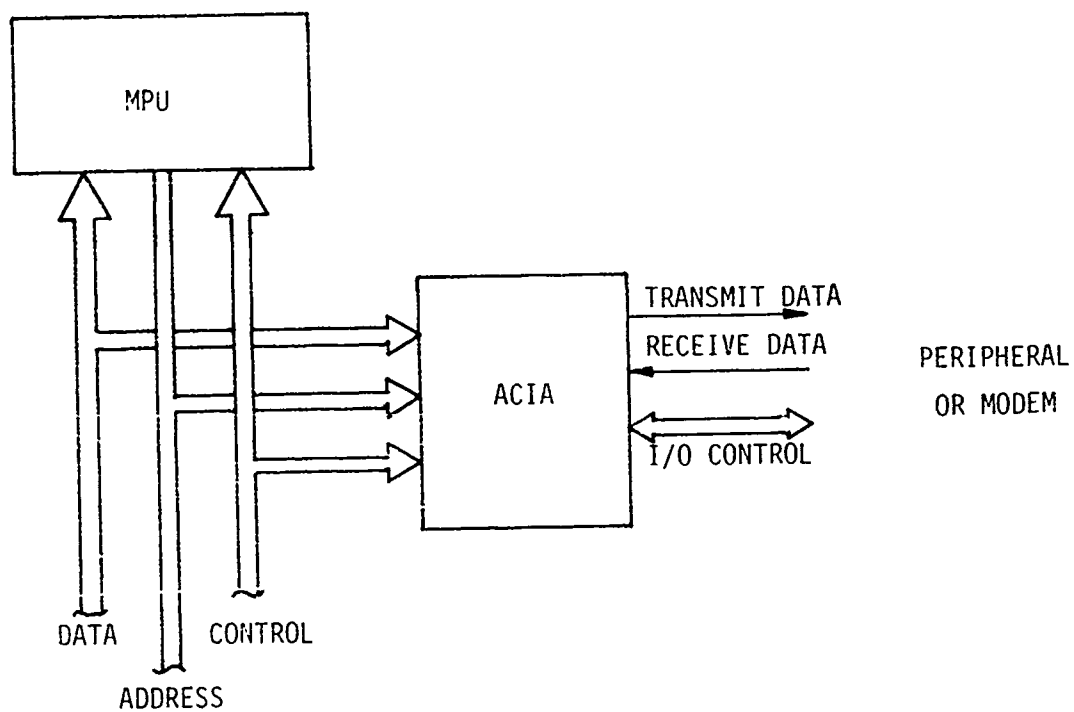 MPU
TRANSMIT DATA
RECEIVE DATA
ACIA
PERIPHERAL
OR MODEM
I/O CONTROL
DATA
CONTROL
ADDRESS